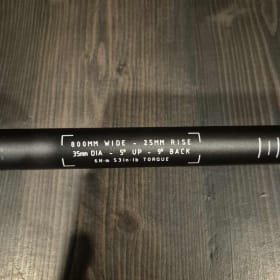 800MM WIDE - 25MM RISE
35mm DIA - 5° UP - 9° BACK
6N·m 53in·lb TORQUE